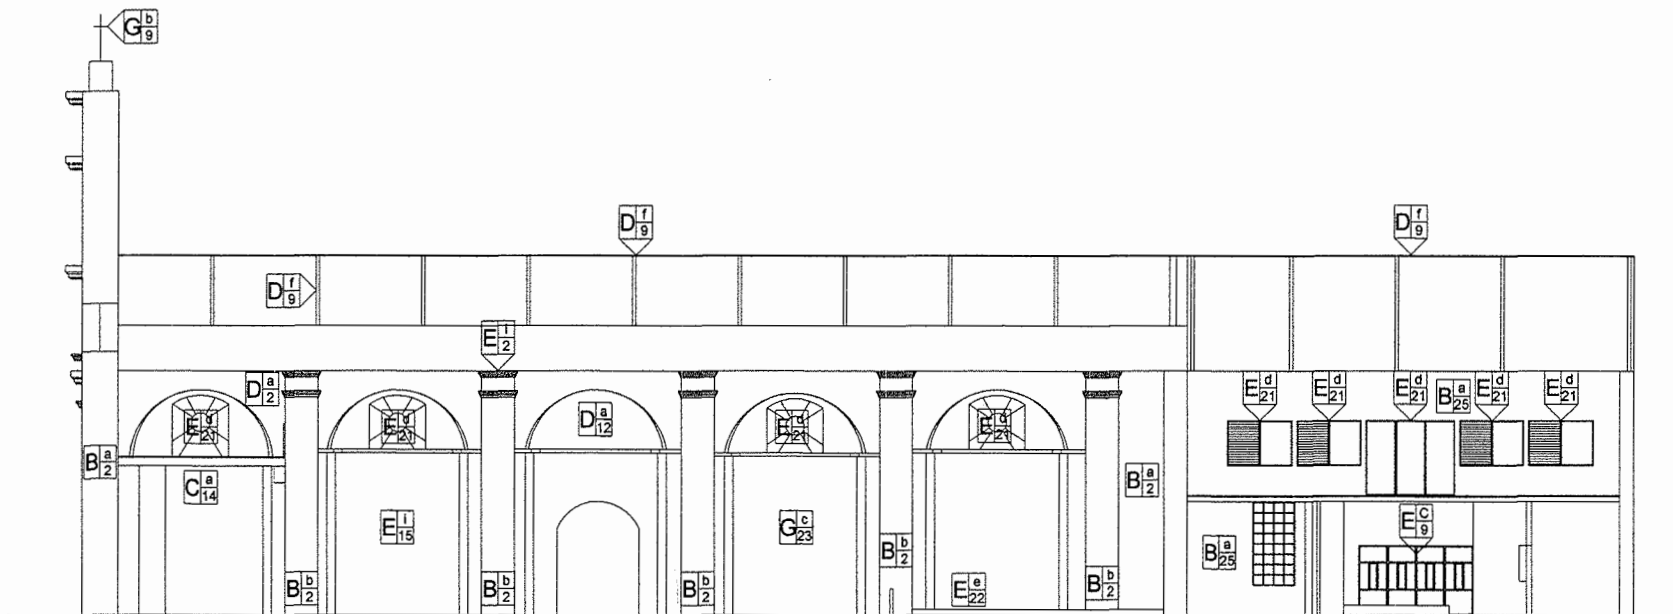 G b 9
D f 9
D f 9
D f 9
E i 2
D a 2
E d 21
E d 21
B a 25
E d 21
E d 21
E d 21
E d 21
E d 21
D a 12
E d 21
E d 21
B a 2
C a 14
B a 2
E i 15
G c 23
E c 9
B b 2
B a 25
B b 2
B b 2
B b 2
E e 22
B b 2